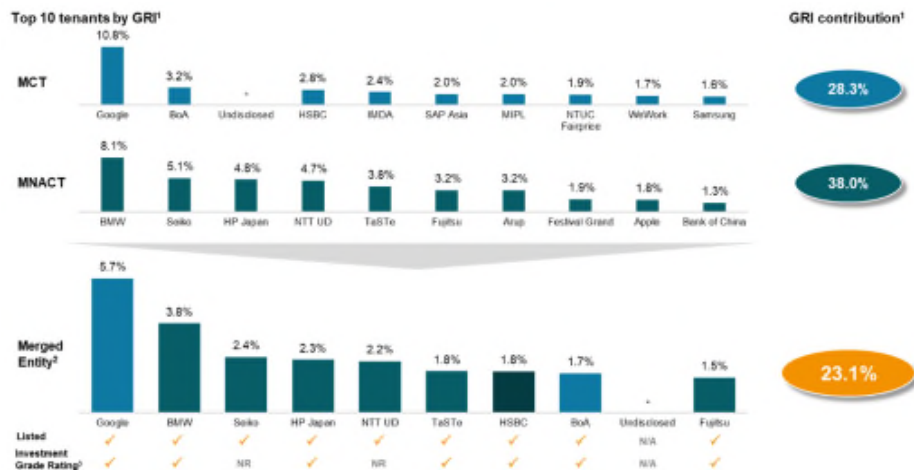 Top 10 tenants by GRI¹
GRI contribution¹
MCT
10.8% 3.2% - 2.8% 2.4% 2.0% 2.0% 1.9% 1.7% 1.6%
Google BoA Undisclosed HSBC IMDA SAP Asia MIPL NTUC Fairprice WeWork Samsung
28.3%
MNACT
8.1% 5.1% 4.8% 4.7% 3.8% 3.2% 3.2% 1.9% 1.8% 1.3%
BMW Seiko HP Japan NTT UD TaSTe Fujitsu Arup Festival Grand Apple Bank of China
38.0%
Merged
Entity²
5.7% 3.8% 2.4% 2.3% 2.2% 1.8% 1.8% 1.7% - 1.5%
23.1%
Google BMW Seiko HP Japan NTT UD TaSTe HSBC BoA Undisclosed Fujitsu
Listed ✓ ✓ ✓ ✓ ✓ ✓ ✓ ✓ N/A ✓
Investment
Grade Rating³ ✓ ✓ NR ✓ NR ✓ ✓ ✓ N/A ✓